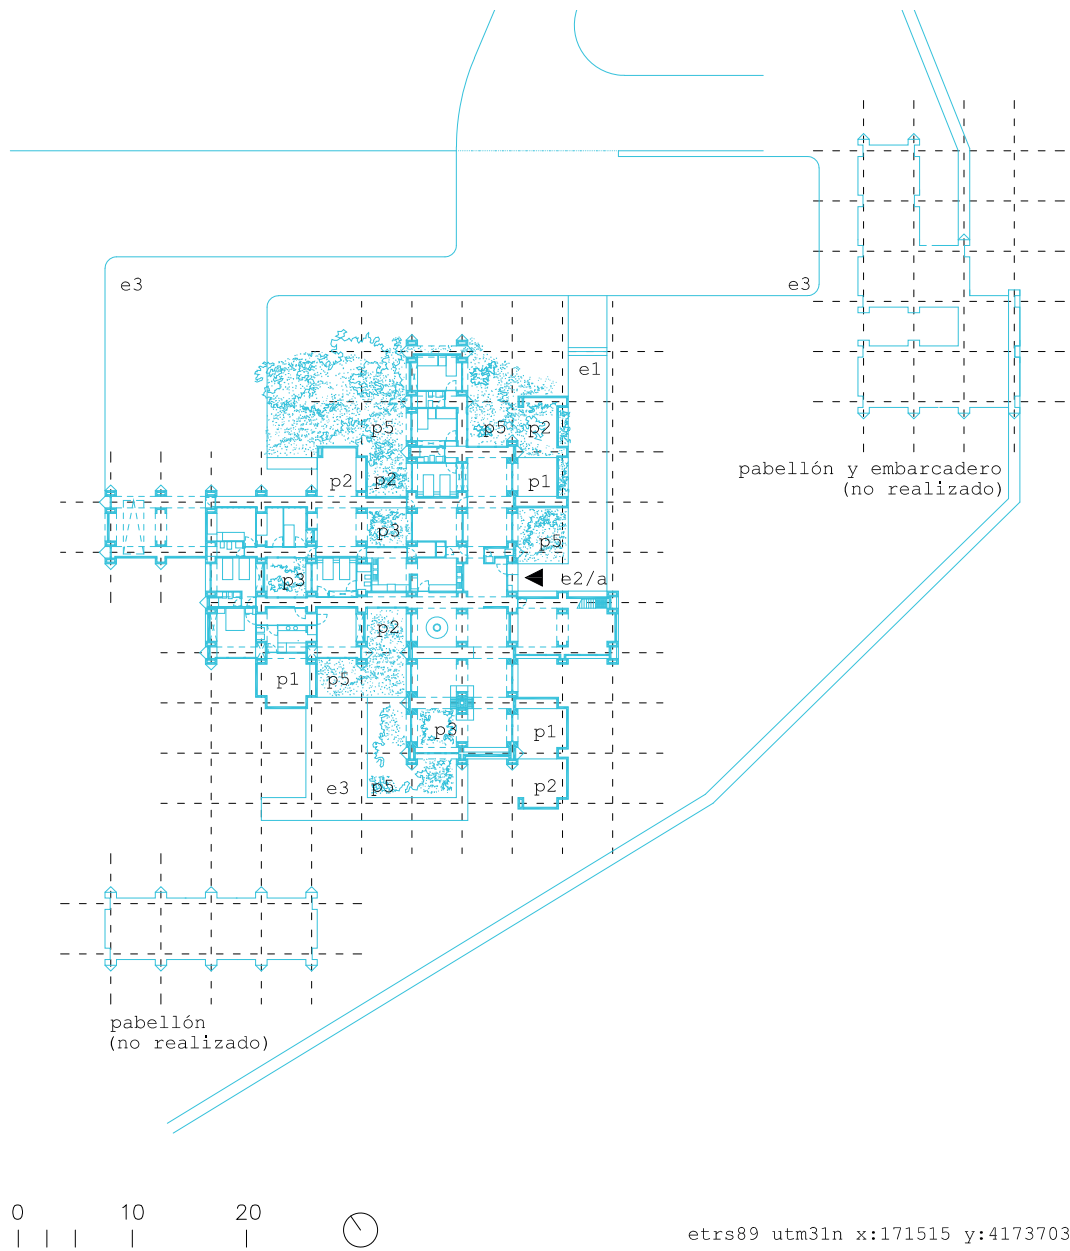 e3
e3
e1
p5
p5
p2
pabellón y embarcadero
(no realizado)
p2
p2
p1
p3
p5
p3
e2/a
p2
p1
p5
p3
p1
e3
p5
p2
pabellón
(no realizado)
0
10
20
etrs89 utm31n x:171515 y:4173703